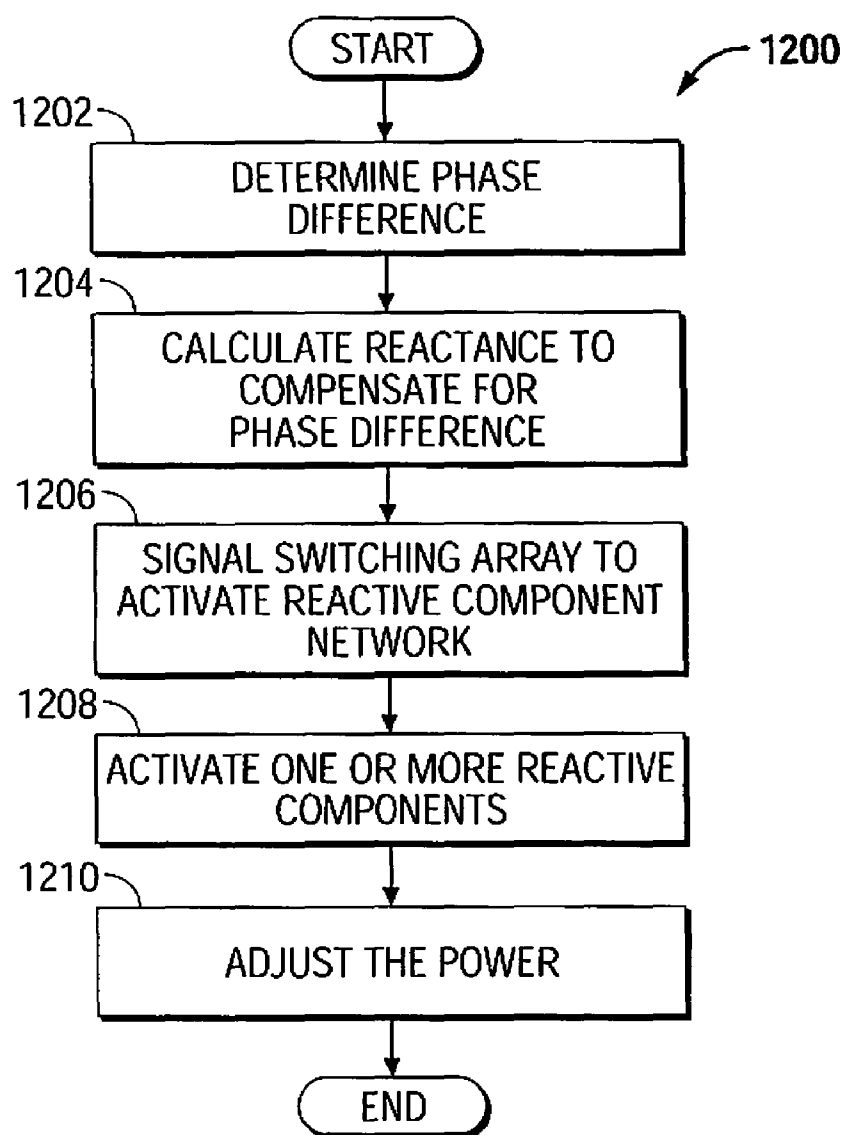 START
1200
1202
DETERMINE PHASE
DIFFERENCE
1204
CALCULATE REACTANCE TO
COMPENSATE FOR
PHASE DIFFERENCE
1206
SIGNAL SWITCHING ARRAY TO
ACTIVATE REACTIVE COMPONENT
NETWORK
1208
ACTIVATE ONE OR MORE REACTIVE
COMPONENTS
1210
ADJUST THE POWER
END